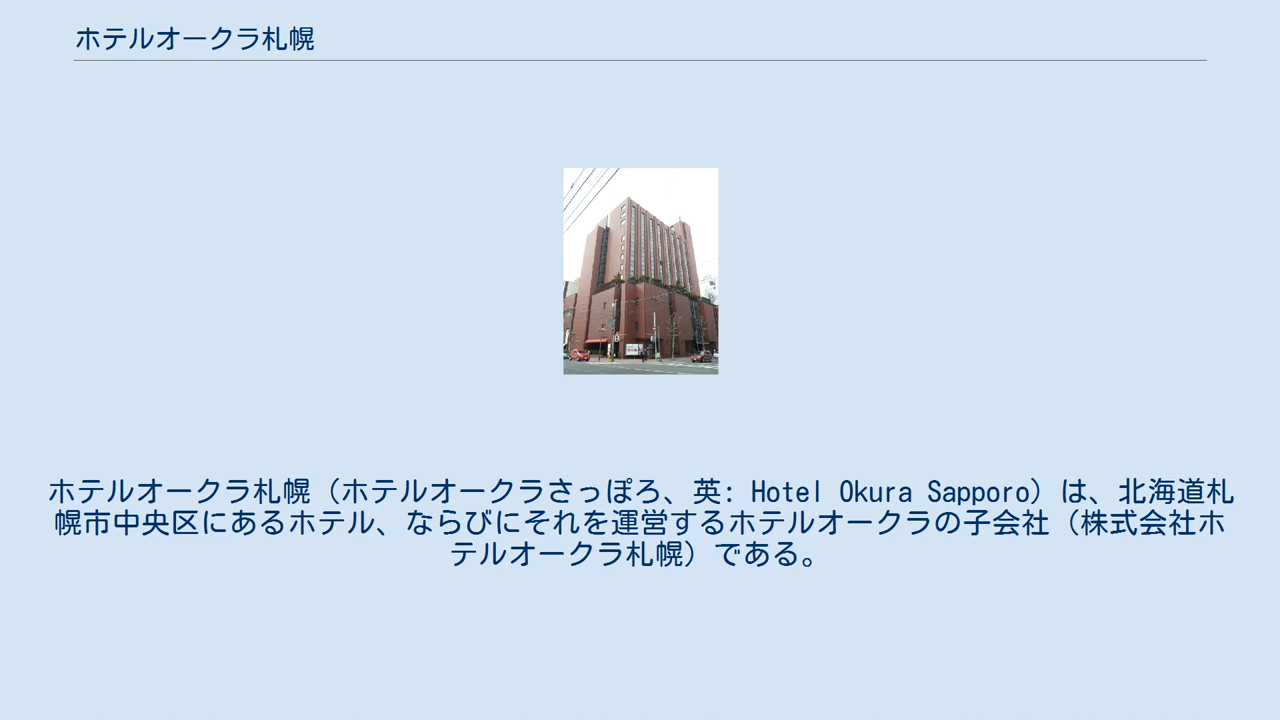 ホテルオークラ札幌
ホテルオークラ札幌（ホテルオークラさっぽろ、英: Hotel Okura Sapporo）は、北海道札
幌市中央区にあるホテル、ならびにそれを運営するホテルオークラの子会社（株式会社ホ
テルオークラ札幌）である。